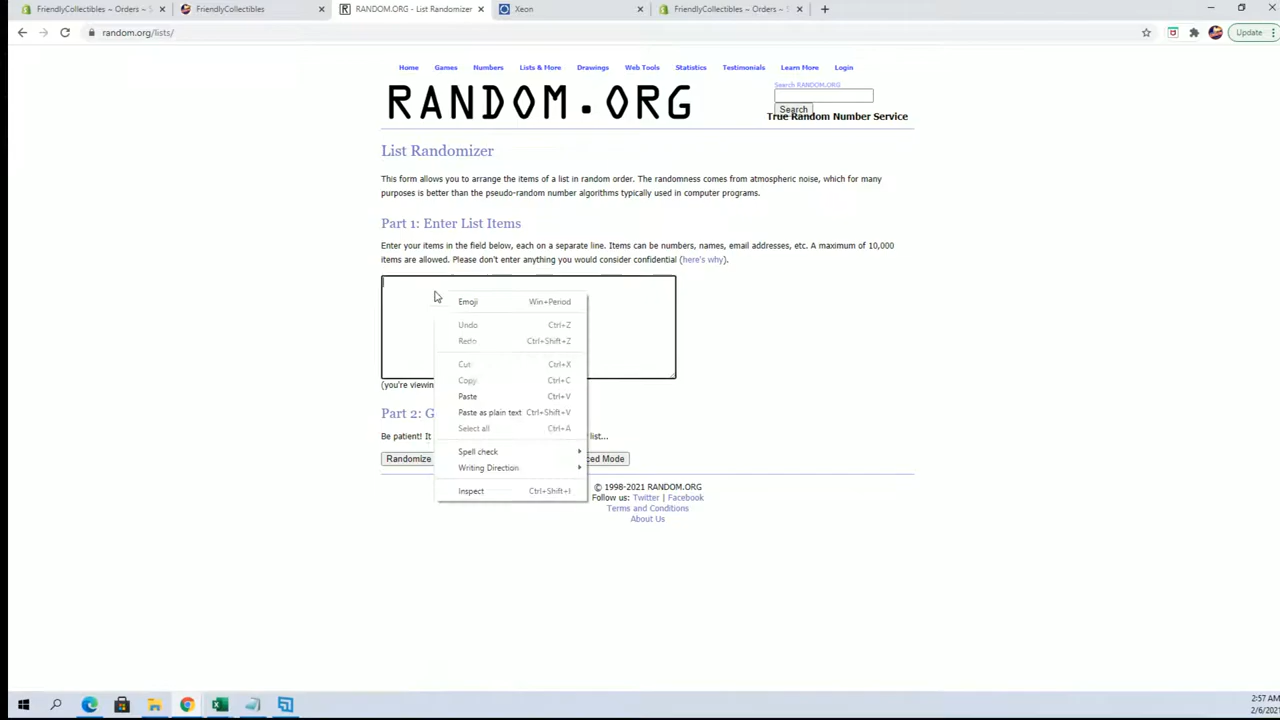 FriendlyCollectibles ~ Orders ~ S
FriendlyCollectibles
RANDOM.ORG - List Randomizer
Xeon
FriendlyCollectibles ~ Orders ~ S
random.org/lists/
Update
Home Games Numbers Lists & More Drawings Web Tools Statistics Testimonials Learn More Login
Search RANDOM.ORG
RANDOM.ORG
Search
True Random Number Service
List Randomizer
This form allows you to arrange the items of a list in random order. The randomness comes from atmospheric noise, which for many
purposes is better than the pseudo-random number algorithms typically used in computer programs.
Part 1: Enter List Items
Enter your items in the field below, each on a separate line. Items can be numbers, names, email addresses, etc. A maximum of 10,000
items are allowed. Please don't enter anything you would consider confidential (here's why).
Emoji Win+Period
Undo Ctrl+Z
Redo Ctrl+Shift+Z
Cut Ctrl+X
Copy Ctrl+C
Paste Ctrl+V
Paste as plain text Ctrl+Shift+V
Select all Ctrl+A
Spell check
Writing Direction
Inspect Ctrl+Shift+I
(you're viewin
Part 2: G
Be patient! It
list...
Randomize
ced Mode
© 1998-2021 RANDOM.ORG
Follow us: Twitter | Facebook
Terms and Conditions
About Us
2:57 AM
2/6/2021